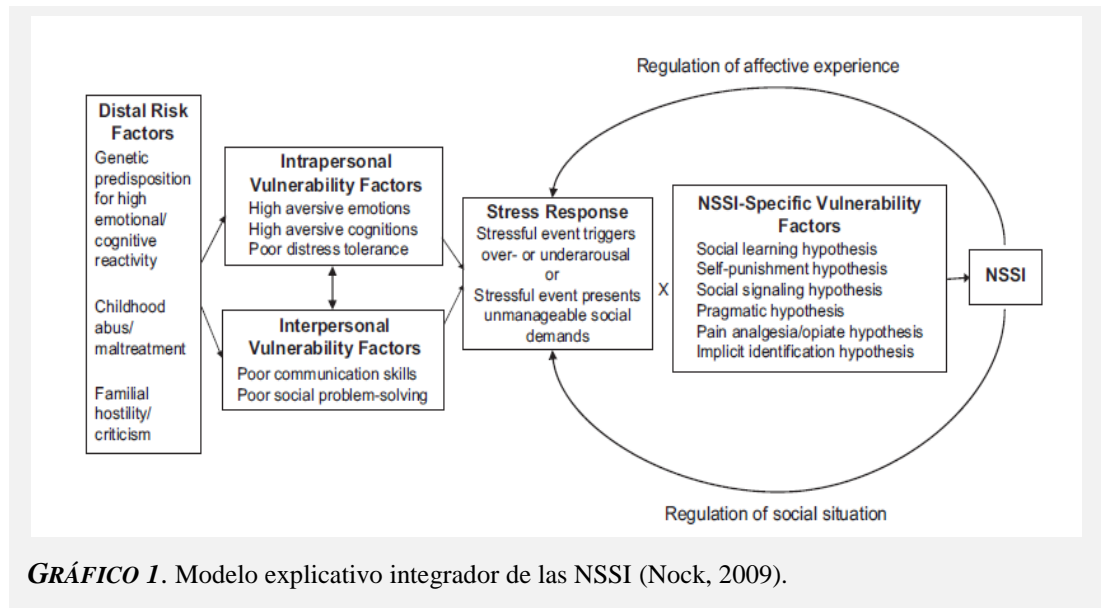 Regulation of affective experience
Distal Risk
Factors
Genetic
predisposition
for high
emotional/
cognitive
reactivity
Childhood
abus/
maltreatment
Familial
hostility/
criticism
Intrapersonal
Vulnerability Factors
High aversive emotions
High aversive cognitions
Poor distress tolerance
Interpersonal
Vulnerability Factors
Poor communication skills
Poor social problem-solving
Stress Response
Stressful event triggers
over- or underarousal
or
Stressful event presents
unmanageable social
demands
X
NSSI-Specific Vulnerability
Factors
Social learning hypothesis
Self-punishment hypothesis
Social signaling hypothesis
Pragmatic hypothesis
Pain analgesia/opiate hypothesis
Implicit identification hypothesis
NSSI
Regulation of social situation
GRÁFICO 1. Modelo explicativo integrador de las NSSI (Nock, 2009).